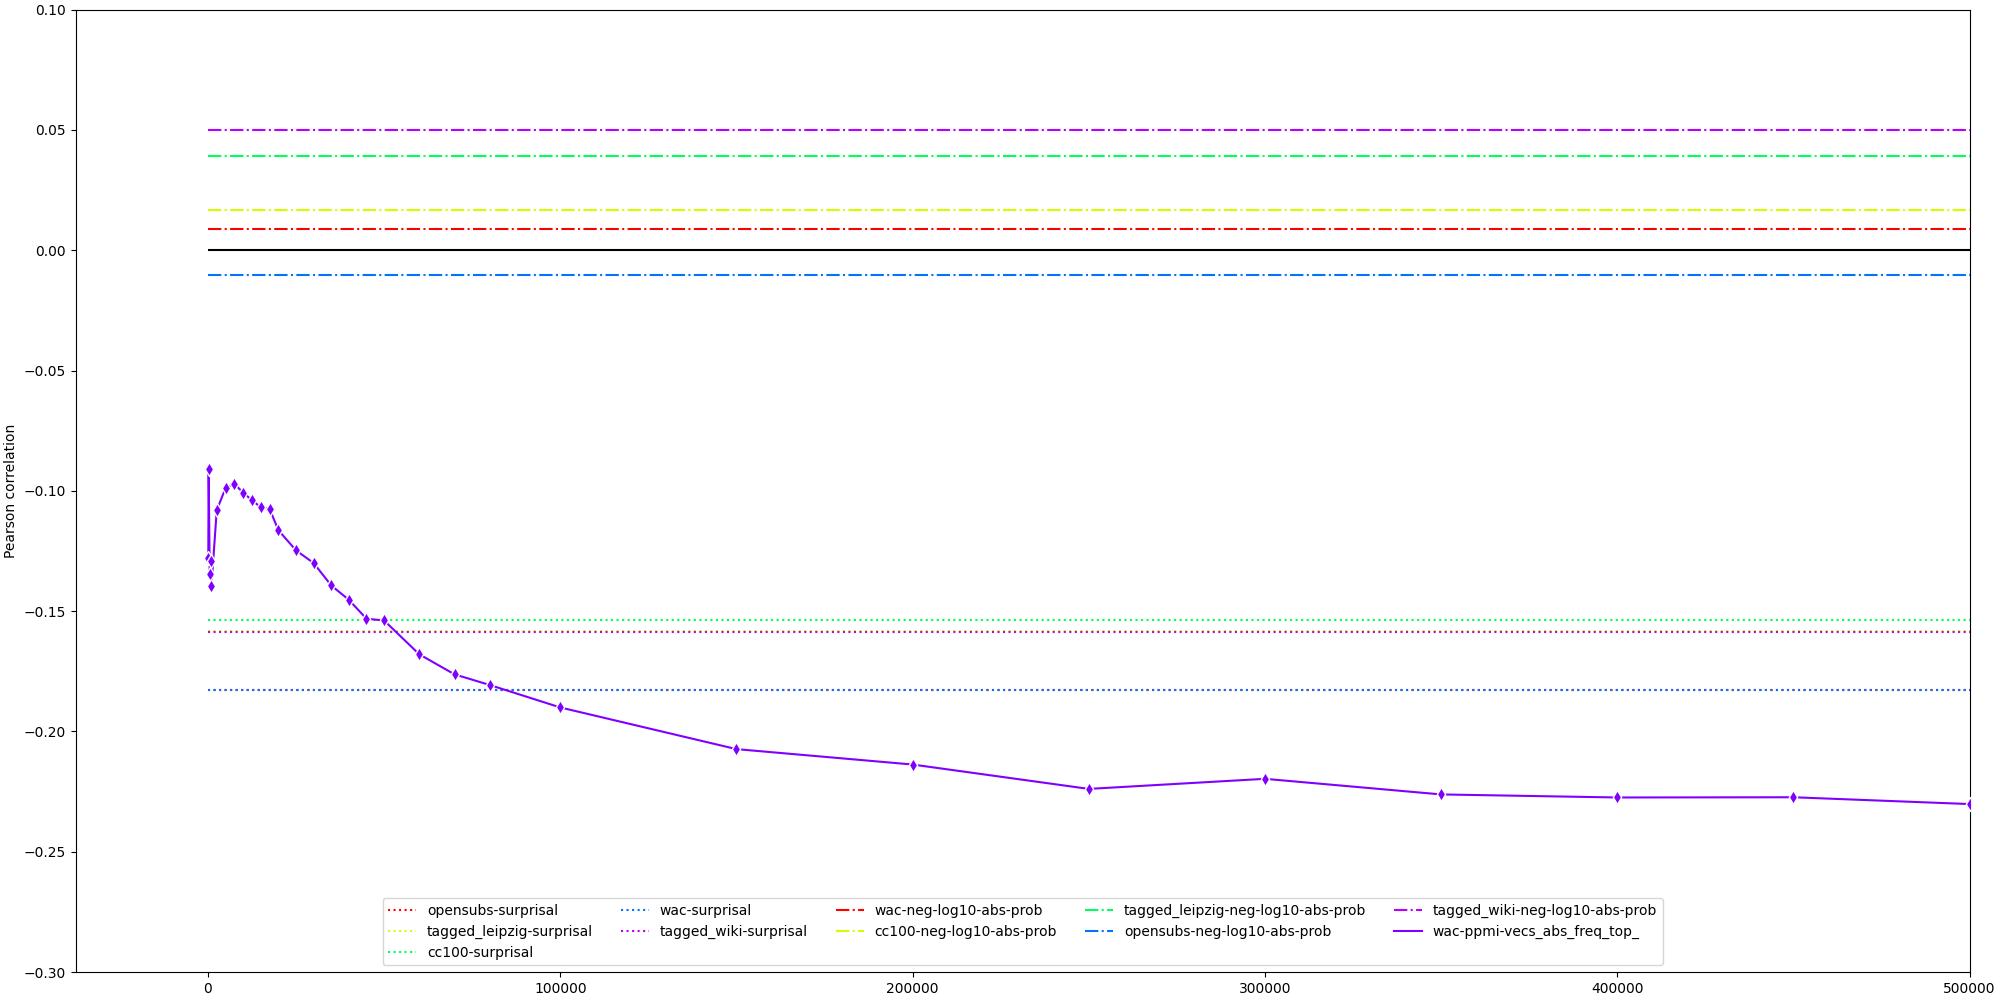 0.10
0.05
0.00
−0.05
−0.10
−0.15
−0.20
−0.25
−0.30
Pearson correlation
opensubs-surprisal
tagged_leipzig-surprisal
cc100-surprisal
wac-surprisal
tagged_wiki-surprisal
wac-neg-log10-abs-prob
cc100-neg-log10-abs-prob
tagged_leipzig-neg-log10-abs-prob
opensubs-neg-log10-abs-prob
tagged_wiki-neg-log10-abs-prob
wac-ppmi-vecs_abs_freq_top_
0
100000
200000
300000
400000
500000